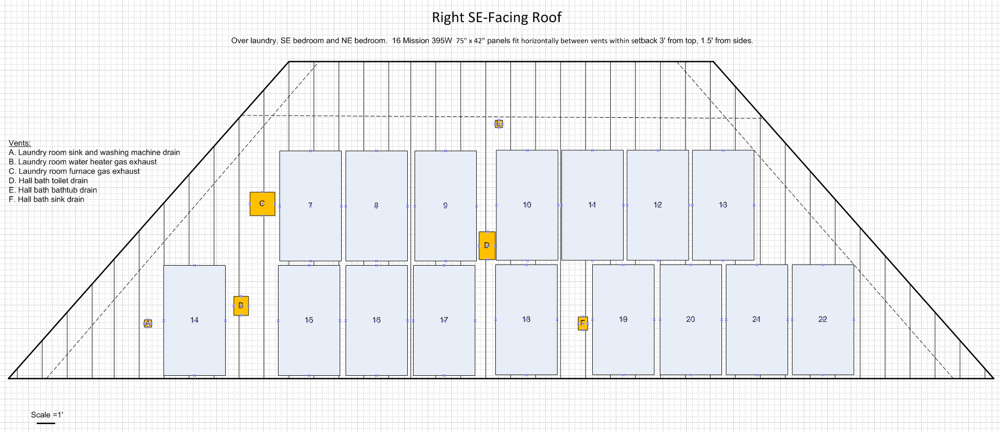 Right SE-Facing Roof
Over laundry, SE bedroom and NE bedroom. 16 Mission 395W 75" x 42" panels fit horizontally between vents within setback 3' from top, 1.5' from sides.
Vents:
A. Laundry room sink and washing machine drain
B. Laundry room water heater gas exhaust
C. Laundry room furnace gas exhaust
D. Hall bath toilet drain
E. Hall bath bathtub drain
F. Hall bath sink drain
C 7 8 9 10 11 12 13
D
B
A 14 15 16 17 18 F 19 20 21 22
Scale =1'